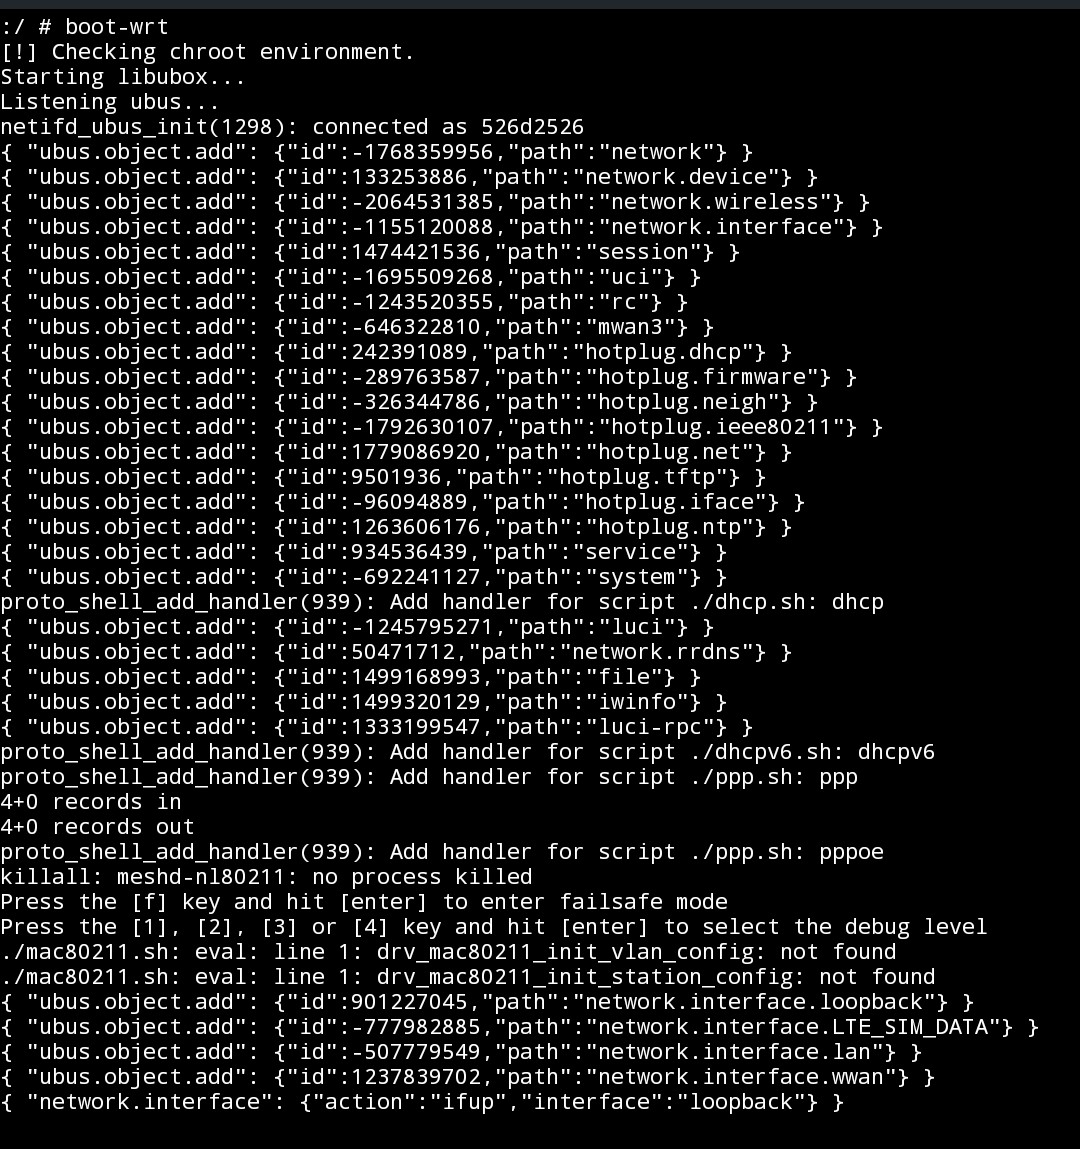 :/ # boot-wrt
[!] Checking chroot environment.
Starting libubox...
Listening ubus...
netifd_ubus_init(1298): connected as 526d2526
{ "ubus.object.add": {"id":-1768359956,"path":"network"} }
{ "ubus.object.add": {"id":133253886,"path":"network.device"} }
{ "ubus.object.add": {"id":-2064531385,"path":"network.wireless"} }
{ "ubus.object.add": {"id":-1155120088,"path":"network.interface"} }
{ "ubus.object.add": {"id":1474421536,"path":"session"} }
{ "ubus.object.add": {"id":-1695509268,"path":"uci"} }
{ "ubus.object.add": {"id":-1243520355,"path":"rc"} }
{ "ubus.object.add": {"id":-646322810,"path":"mwan3"} }
{ "ubus.object.add": {"id":242391089,"path":"hotplug.dhcp"} }
{ "ubus.object.add": {"id":-289763587,"path":"hotplug.firmware"} }
{ "ubus.object.add": {"id":-326344786,"path":"hotplug.neigh"} }
{ "ubus.object.add": {"id":-1792630107,"path":"hotplug.ieee80211"} }
{ "ubus.object.add": {"id":1779086920,"path":"hotplug.net"} }
{ "ubus.object.add": {"id":9501936,"path":"hotplug.tftp"} }
{ "ubus.object.add": {"id":-96094889,"path":"hotplug.iface"} }
{ "ubus.object.add": {"id":1263606176,"path":"hotplug.ntp"} }
{ "ubus.object.add": {"id":934536439,"path":"service"} }
{ "ubus.object.add": {"id":-692241127,"path":"system"} }
proto_shell_add_handler(939): Add handler for script ./dhcp.sh: dhcp
{ "ubus.object.add": {"id":-1245795271,"path":"luci"} }
{ "ubus.object.add": {"id":50471712,"path":"network.rrdns"} }
{ "ubus.object.add": {"id":1499168993,"path":"file"} }
{ "ubus.object.add": {"id":1499320129,"path":"iwinfo"} }
{ "ubus.object.add": {"id":1333199547,"path":"luci-rpc"} }
proto_shell_add_handler(939): Add handler for script ./dhcpv6.sh: dhcpv6
proto_shell_add_handler(939): Add handler for script ./ppp.sh: ppp
4+0 records in
4+0 records out
proto_shell_add_handler(939): Add handler for script ./ppp.sh: pppoe
killall: meshd-nl80211: no process killed
Press the [f] key and hit [enter] to enter failsafe mode
Press the [1], [2], [3] or [4] key and hit [enter] to select the debug level
./mac80211.sh: eval: line 1: drv_mac80211_init_vlan_config: not found
./mac80211.sh: eval: line 1: drv_mac80211_init_station_config: not found
{ "ubus.object.add": {"id":901227045,"path":"network.interface.loopback"} }
{ "ubus.object.add": {"id":-777982885,"path":"network.interface.LTE_SIM_DATA"} }
{ "ubus.object.add": {"id":-507779549,"path":"network.interface.lan"} }
{ "ubus.object.add": {"id":1237839702,"path":"network.interface.wwan"} }
{ "network.interface": {"action":"ifup","interface":"loopback"} }